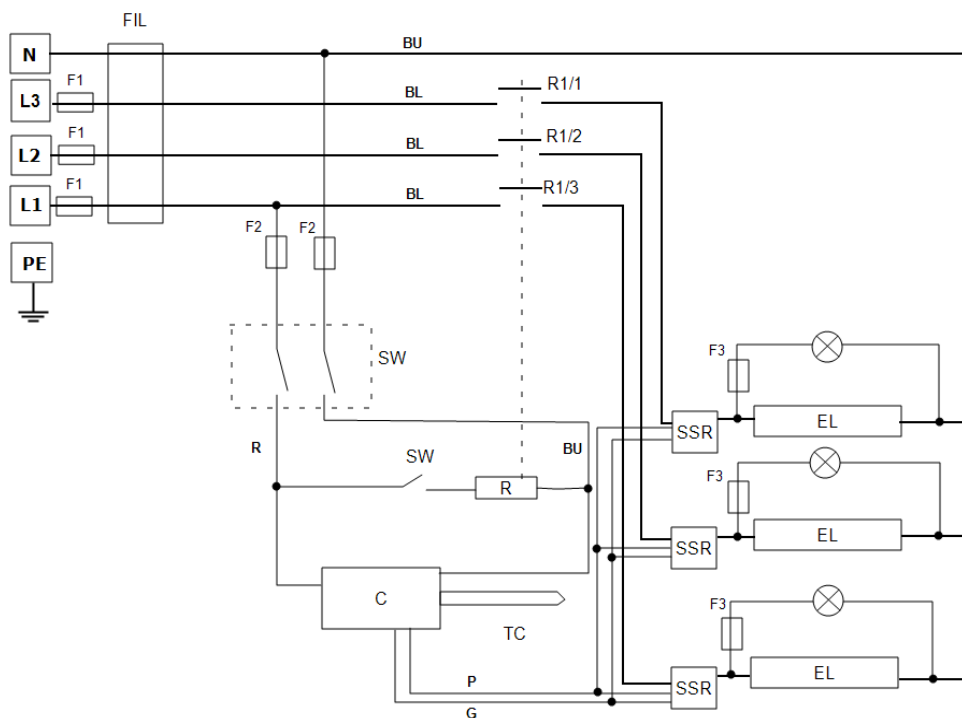 FIL
N
BU
F1
L3
BL
R1/1
F1
L2
BL
R1/2
F1
L1
BL
R1/3
F2
F2
PE
SW
F3
EL
SSR
R
SW
BU
F3
R
EL
SSR
C
F3
TC
EL
P
SSR
G